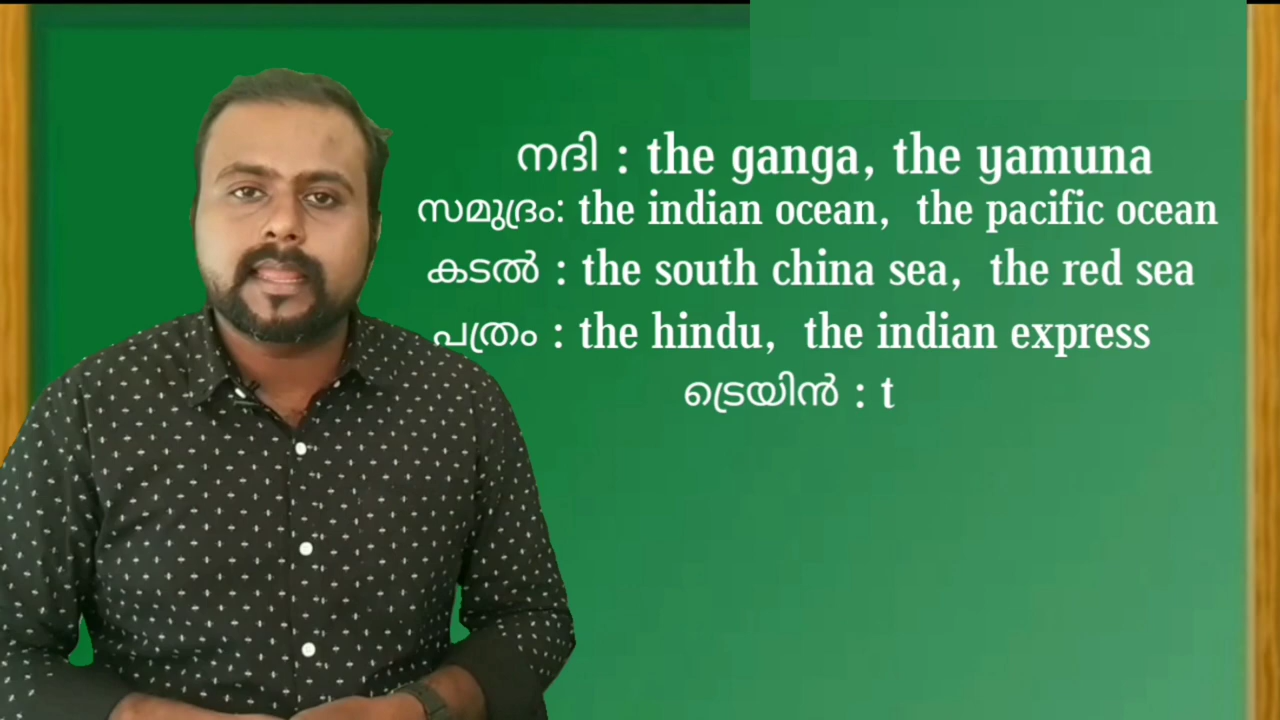 നദി : the ganga, the yamuna
സമുദ്രം: the indian ocean, the pacific ocean
കടൽ : the south china sea, the red sea
പത്രം : the hindu, the indian express
ട്രെയിൻ : t